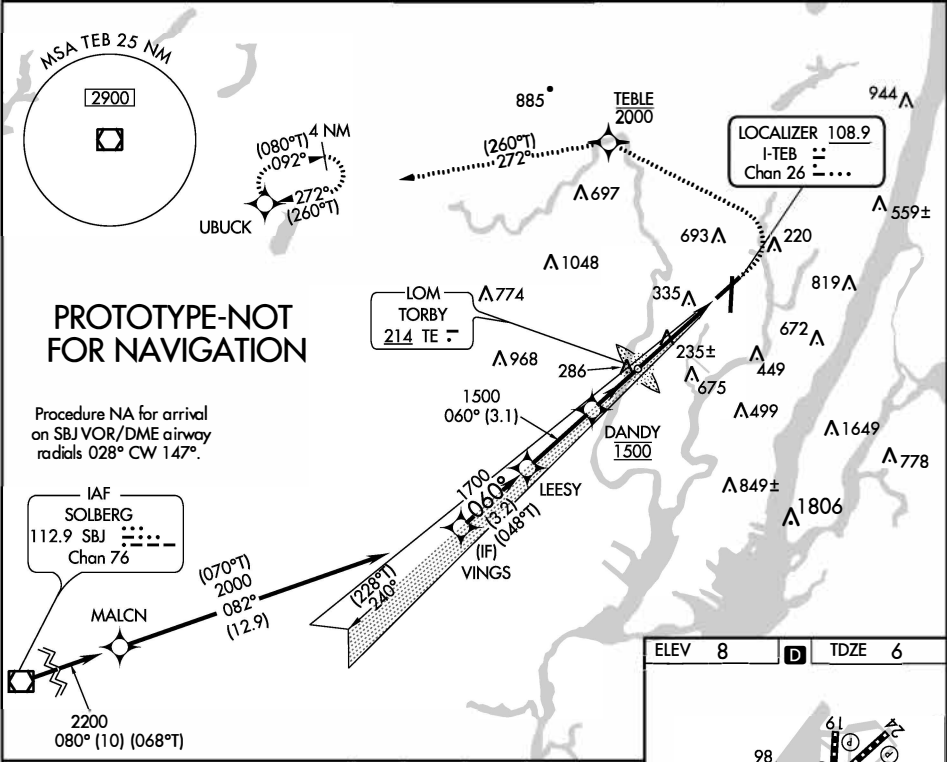 MSA TEB 25 NM
2900
(080°T)
4 NM
092°
272°
(260°T)
UBUCK
885
TEBLE
2000
(260°T)
272°
697
LOCALIZER 108.9
I-TEB
Chan 26
944
559±
693
220
1048
819
774
335
LOM
TORBY
214 TE
672
968
286
235±
449
675
PROTOTYPE-NOT
FOR NAVIGATION
1500
060° (3.1)
499
DANDY
1500
1649
778
Procedure NA for arrival
on SBJ VOR/DME airway
radials 028° CW 147°.
1700
060°
(3.2)
(048°T)
LEESY
849±
1806
(IF)
VINGS
IAF
SOLBERG
112.9 SBJ
Chan 76
(070°T)
2000
082°
(12.9)
(228°T)
240°
MALCN
2200
080° (10) (068°T)
ELEV 8
D
TDZE 6
19
24
P
P
98